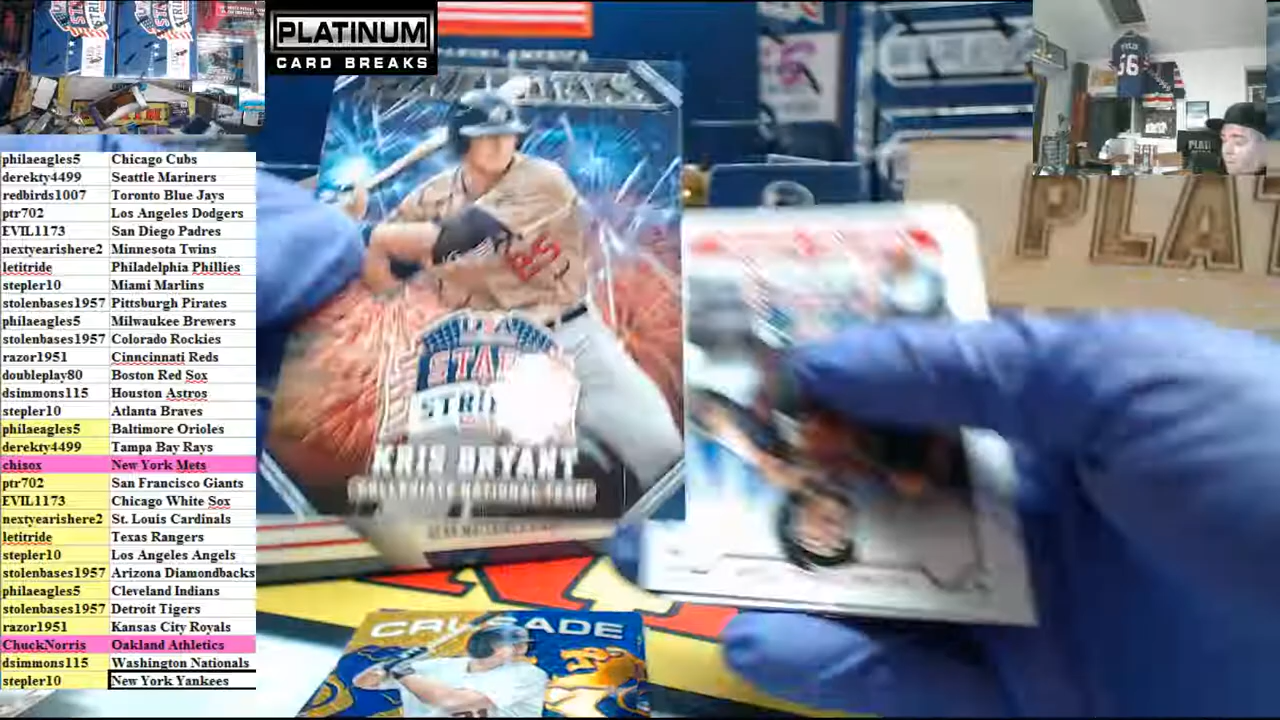 PLATINUM
CARD BREAKS
philaeagles5 Chicago Cubs
derekty4499 Seattle Mariners
redbirds1007 Toronto Blue Jays
ptr702 Los Angeles Dodgers
EVIL1173 San Diego Padres
nextyearishere2 Minnesota Twins
letitride Philadelphia Phillies
stepler10 Miami Marlins
stolenbases1957 Pittsburgh Pirates
philaeagles5 Milwaukee Brewers
stolenbases1957 Colorado Rockies
razor1951 Cinncinnati Reds
doubleplay80 Boston Red Sox
dsimmons115 Houston Astros
stepler10 Atlanta Braves
philaeagles5 Baltimore Orioles
derekty4499 Tampa Bay Rays
chisox New York Mets
ptr702 San Francisco Giants
EVIL1173 Chicago White Sox
nextyearishere2 St. Louis Cardinals
letitride Texas Rangers
stepler10 Los Angeles Angels
stolenbases1957 Arizona Diamondbacks
philaeagles5 Cleveland Indians
stolenbases1957 Detroit Tigers
razor1951 Kansas City Royals
ChuckNorris Oakland Athletics
dsimmons115 Washington Nationals
stepler10 New York Yankees
KRIS BRYANT
COLLEGIATE NATIONAL TEAM
CRUSADE
PLAT
56